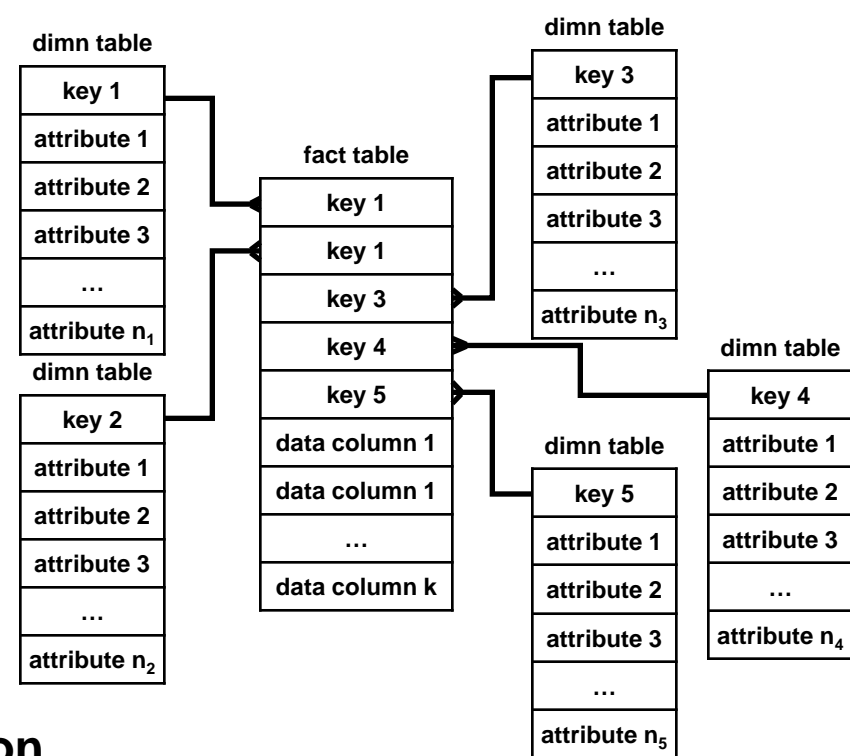 dimn table
key 1
attribute 1
attribute 2
attribute 3
…
attribute n₁
dimn table
key 2
attribute 1
attribute 2
attribute 3
…
attribute n₂
fact table
key 1
key 1
key 3
key 4
key 5
data column 1
data column 1
…
data column k
dimn table
key 3
attribute 1
attribute 2
attribute 3
…
attribute n₃
dimn table
key 4
attribute 1
attribute 2
attribute 3
…
attribute n₄
dimn table
key 5
attribute 1
attribute 2
attribute 3
…
attribute n₅
on